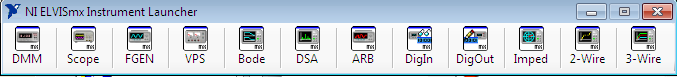 NI ELVISmx Instrument Launcher
DMM Scope FGEN VPS Bode DSA ARB DigIn DigOut Imped 2-Wire 3-Wire